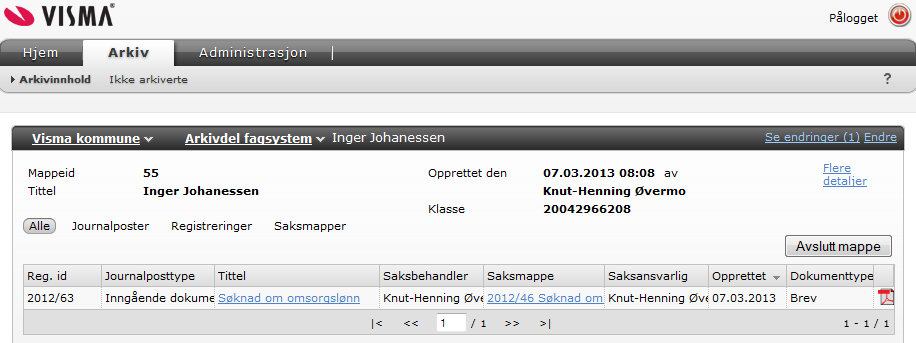 VISMA®
Pålogget
Hjem Arkiv Administrasjon |
Arkivinnhold Ikke arkiverte ?
Visma kommune Arkivdel fagsystem Inger Johanessen Se endringer (1) Endre
Mappeid 55 Opprettet den 07.03.2013 08:08 av Flere
detaljer
Tittel Inger Johanessen Knut-Henning Øvermo
Klasse 20042966208
Alle Journalposter Registreringer Saksmapper
Avslutt mappe
Reg. id Journalposttype Tittel Saksbehandler Saksmappe Saksansvarlig Opprettet Dokumenttype
2012/63 Inngående dokume Søknad om omsorgslønn Knut-Henning Øve 2012/46 Søknad om Knut-Henning Øve 07.03.2013 Brev
|< << 1 / 1 >> >| 1 - 1 / 1